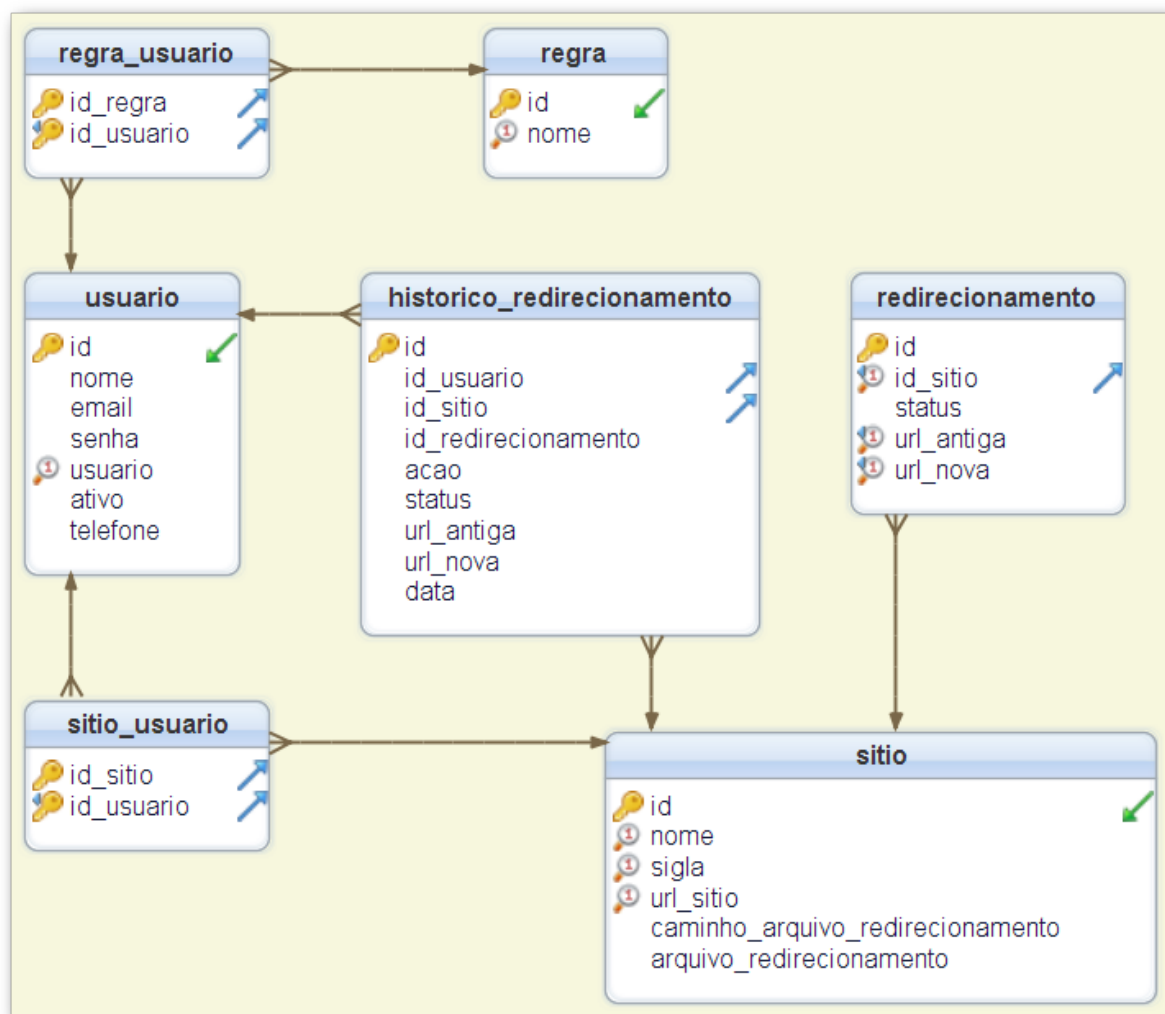 regra_usuario
id_regra
id_usuario
regra
id
nome
usuario
id
nome
email
senha
usuario
ativo
telefone
historico_redirecionamento
id
id_usuario
id_sitio
id_redirecionamento
acao
status
url_antiga
url_nova
data
redirecionamento
id
id_sitio
status
url_antiga
url_nova
sitio_usuario
id_sitio
id_usuario
sitio
id
nome
sigla
url_sitio
caminho_arquivo_redirecionamento
arquivo_redirecionamento